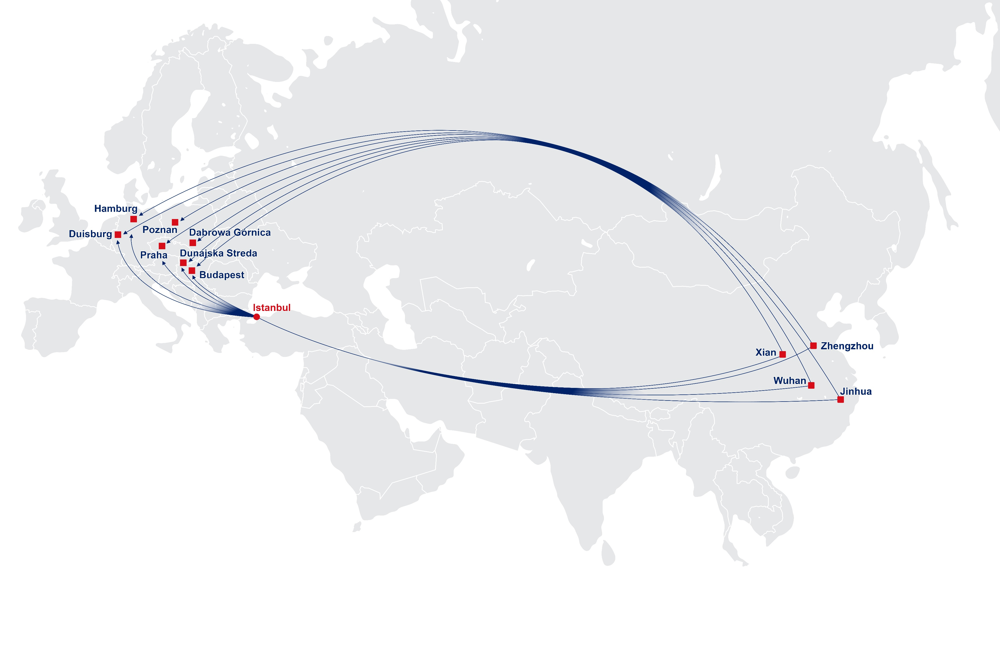 Hamburg
Poznan
Duisburg
Dabrowa Górnica
Praha
Dunajska Streda
Budapest
Istanbul
Xian
Zhengzhou
Wuhan
Jinhua